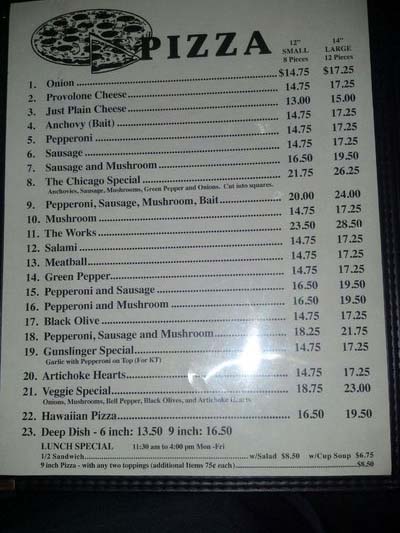 PIZZA
12" SMALL 8 Pieces
14" LARGE 12 Pieces
1. Onion $14.75 $17.25
2. Provolone Cheese 14.75 17.25
3. Just Plain Cheese 13.00 15.00
4. Anchovy (Bait) 14.75 17.25
5. Pepperoni 14.75 17.25
6. Sausage 14.75 17.25
7. Sausage and Mushroom 16.50 19.50
8. The Chicago Special 21.75 26.25
Anchovies, Sausage, Mushrooms, Green Pepper and Onions. Cut into squares.
9. Pepperoni, Sausage, Mushroom, Bait 20.00 24.00
10. Mushroom 14.75 17.25
11. The Works 23.50 28.50
12. Salami 14.75 17.25
13. Meatball 14.75 17.25
14. Green Pepper 14.75 17.25
15. Pepperoni and Sausage 16.50 19.50
16. Pepperoni and Mushroom 16.50 19.50
17. Black Olive 14.75 17.25
18. Pepperoni, Sausage and Mushroom 18.25 21.75
19. Gunslinger Special 14.75 17.25
Garlic with Pepperoni on Top (For KT)
20. Artichoke Hearts 14.75 17.25
21. Veggie Special 18.75 23.00
Onions, Mushrooms, Bell Pepper, Black Olives, and Artichoke Hearts
22. Hawaiian Pizza 16.50 19.50
23. Deep Dish - 6 inch: 13.50 9 inch: 16.50
LUNCH SPECIAL 11:30 am to 4:00 pm Mon -Fri
1/2 Sandwich w/Salad $8.50 w/Cup Soup $6.75
9 inch Pizza - with any two toppings (additional Items 75¢ each) $8.50